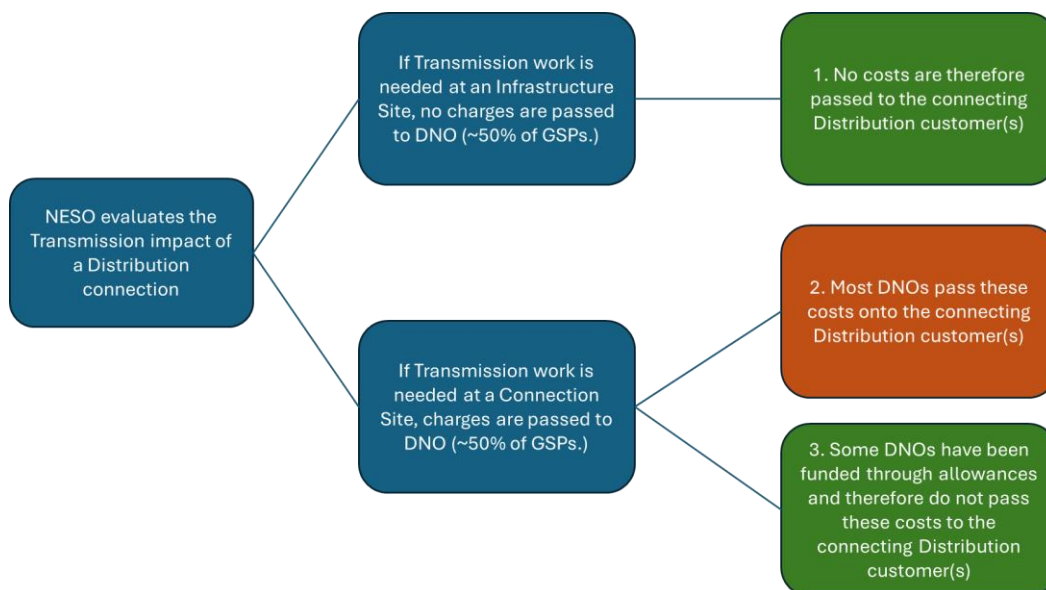 NESO evaluates the
Transmission impact of
a Distribution
connection
If Transmission work is
needed at an Infrastructure
Site, no charges are passed
to DNO (~50% of GSPs.)
1. No costs are therefore
passed to the connecting
Distribution customer(s)
If Transmission work is
needed at a Connection
Site, charges are passed to
DNO (~50% of GSPs.)
2. Most DNOs pass these
costs onto the connecting
Distribution customer(s)
3. Some DNOs have been
funded through allowances
and therefore do not pass
these costs to the
connecting Distribution
customer(s)